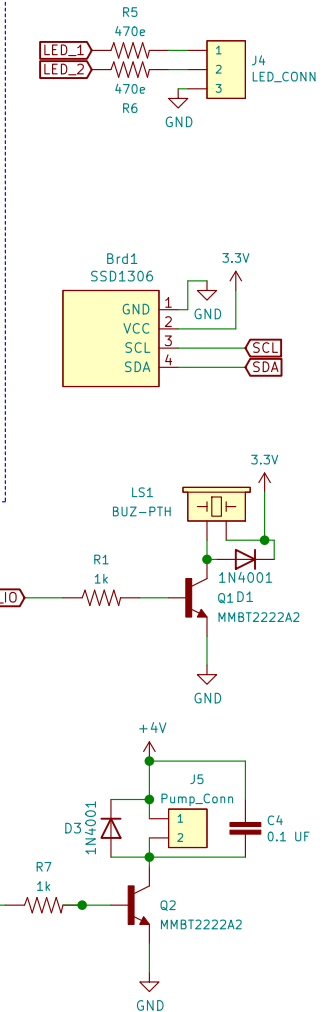 R5
470e
LED_1
LED_2
470e
R6
1
2
3
J4
LED_CONN
GND
Brd1
SSD1306
3.3V
GND 1
VCC 2
SCL 3
SDA 4
GND
SCL
SDA
3.3V
LS1
BUZ-PTH
R1
1k
_IO
1N4001
Q1 D1
MMBT2222A2
GND
+4V
J5
Pump_Conn
1
2
D3
1N4001
C4
0.1 UF
R7
1k
Q2
MMBT2222A2
GND